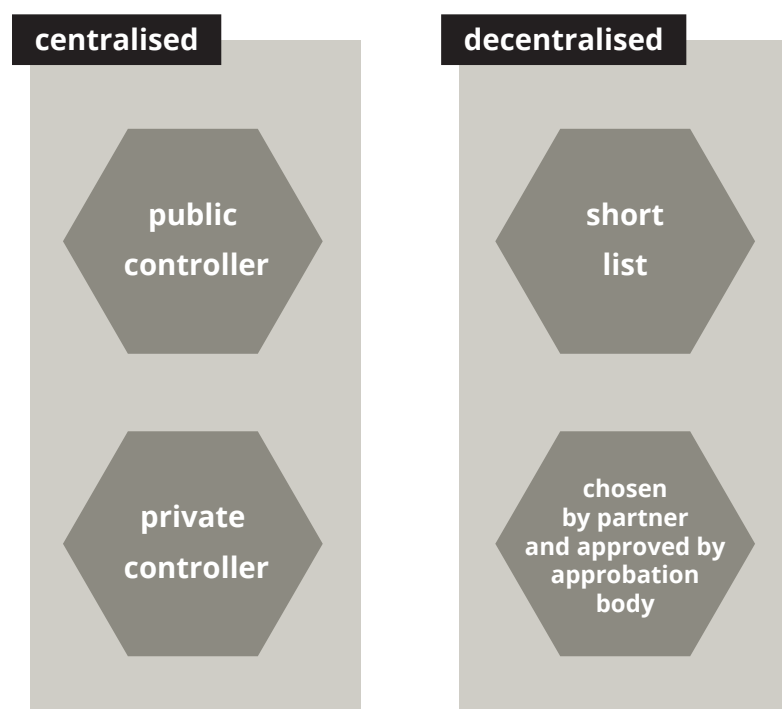 centralised
public
controller
private
controller
decentralised
short
list
chosen
by partner
and approved by
approbation
body